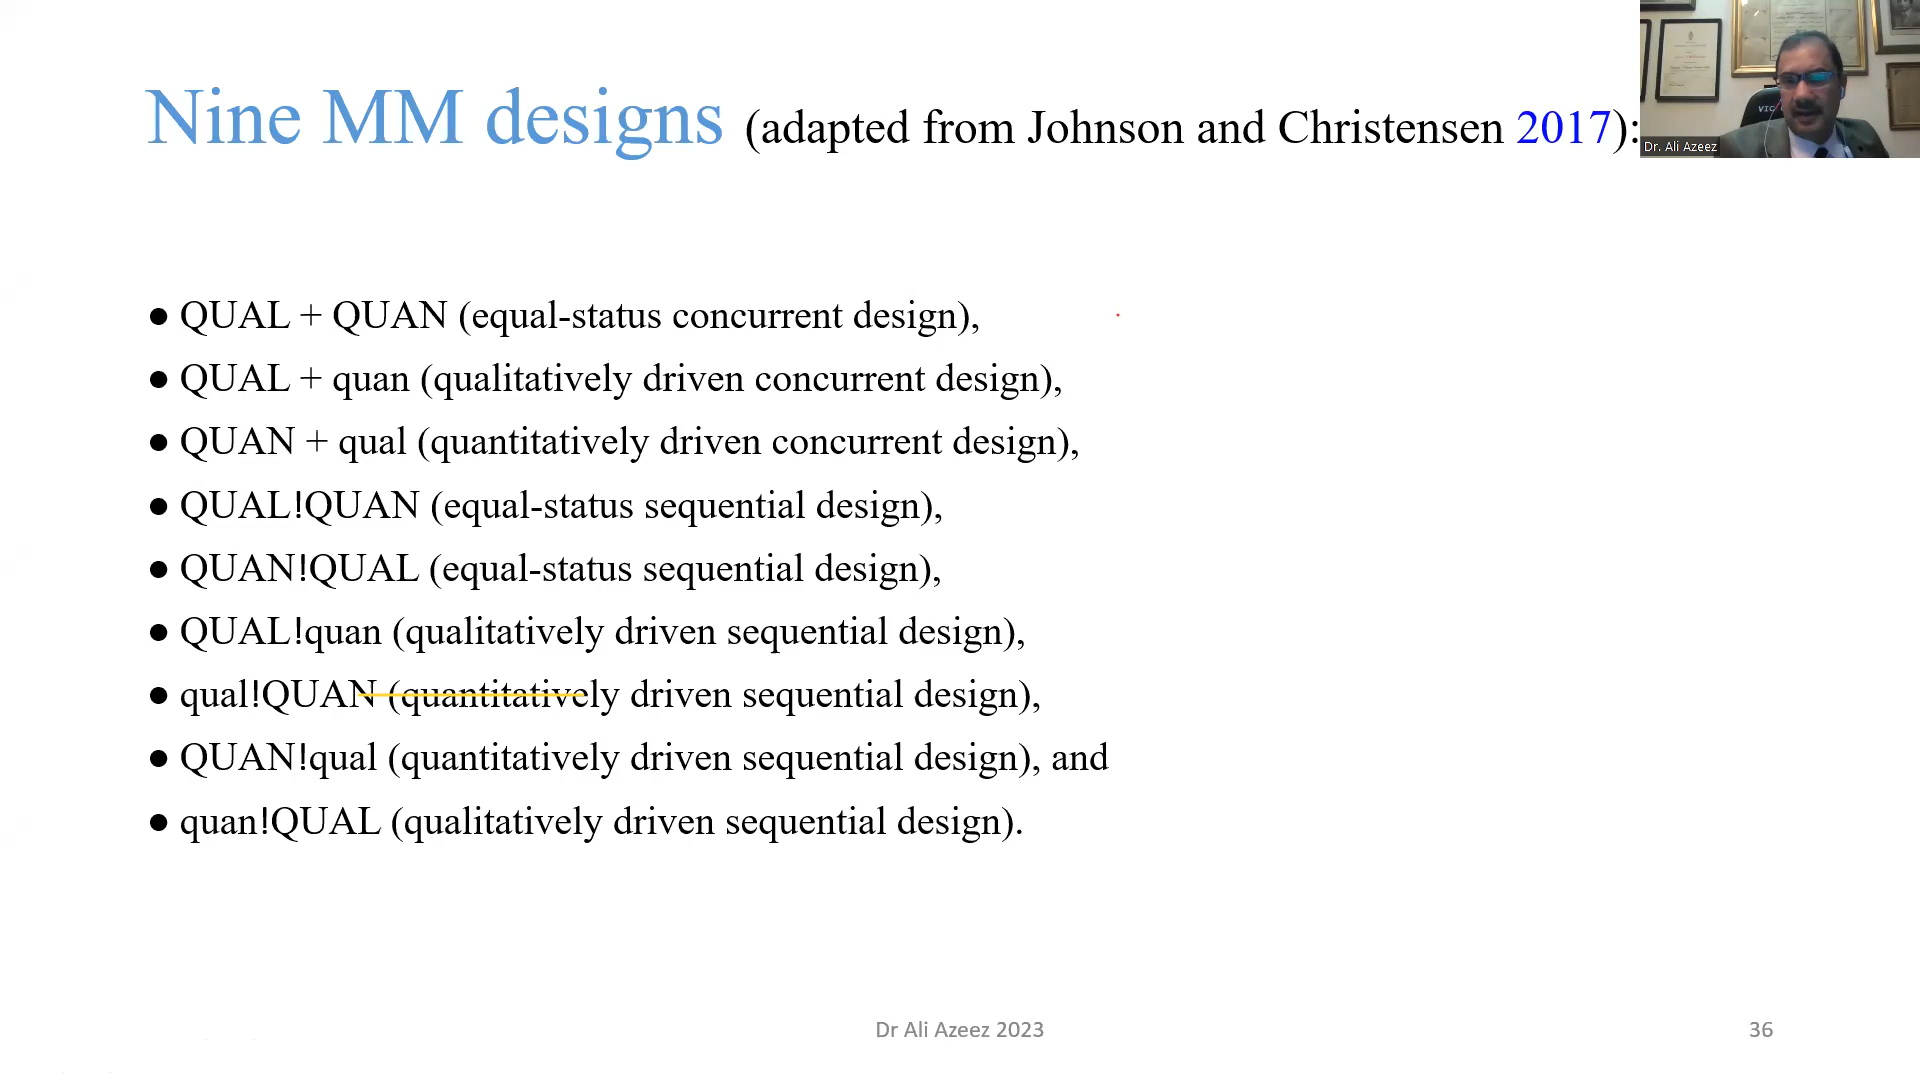 Nine MM designs (adapted from Johnson and Christensen 2017):
VIC
Dr. Ali Azeez
● QUAL + QUAN (equal-status concurrent design),
● QUAL + quan (qualitatively driven concurrent design),
● QUAN + qual (quantitatively driven concurrent design),
● QUAL!QUAN (equal-status sequential design),
● QUAN!QUAL (equal-status sequential design),
● QUAL!quan (qualitatively driven sequential design),
● qual!QUAN (quantitatively driven sequential design),
● QUAN!qual (quantitatively driven sequential design), and
● quan!QUAL (qualitatively driven sequential design).
Dr Ali Azeez 2023
36